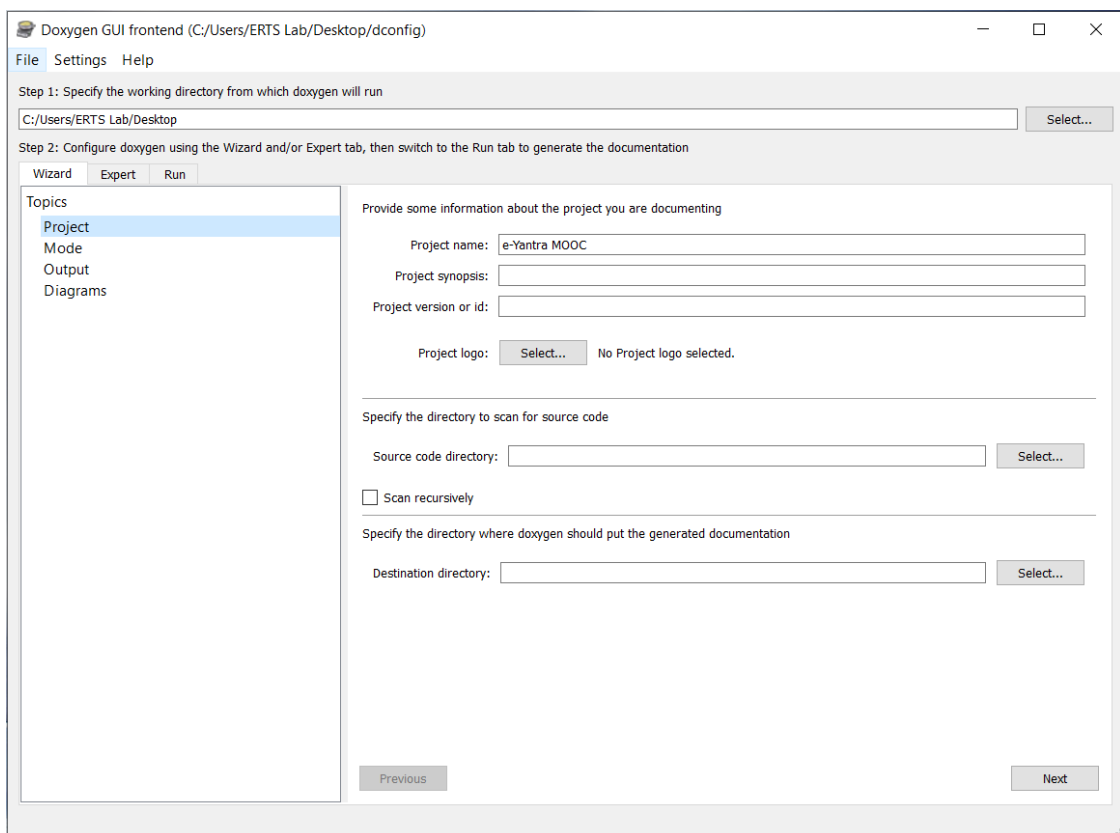 Doxygen GUI frontend (C:/Users/ERTS Lab/Desktop/dconfig)
File Settings Help
Step 1: Specify the working directory from which doxygen will run
C:/Users/ERTS Lab/Desktop Select...
Step 2: Configure doxygen using the Wizard and/or Expert tab, then switch to the Run tab to generate the documentation
Wizard Expert Run
Topics
Project
Mode
Output
Diagrams
Provide some information about the project you are documenting
Project name: e-Yantra MOOC
Project synopsis:
Project version or id:
Project logo: Select... No Project logo selected.
Specify the directory to scan for source code
Source code directory: Select...
Scan recursively
Specify the directory where doxygen should put the generated documentation
Destination directory: Select...
Previous Next